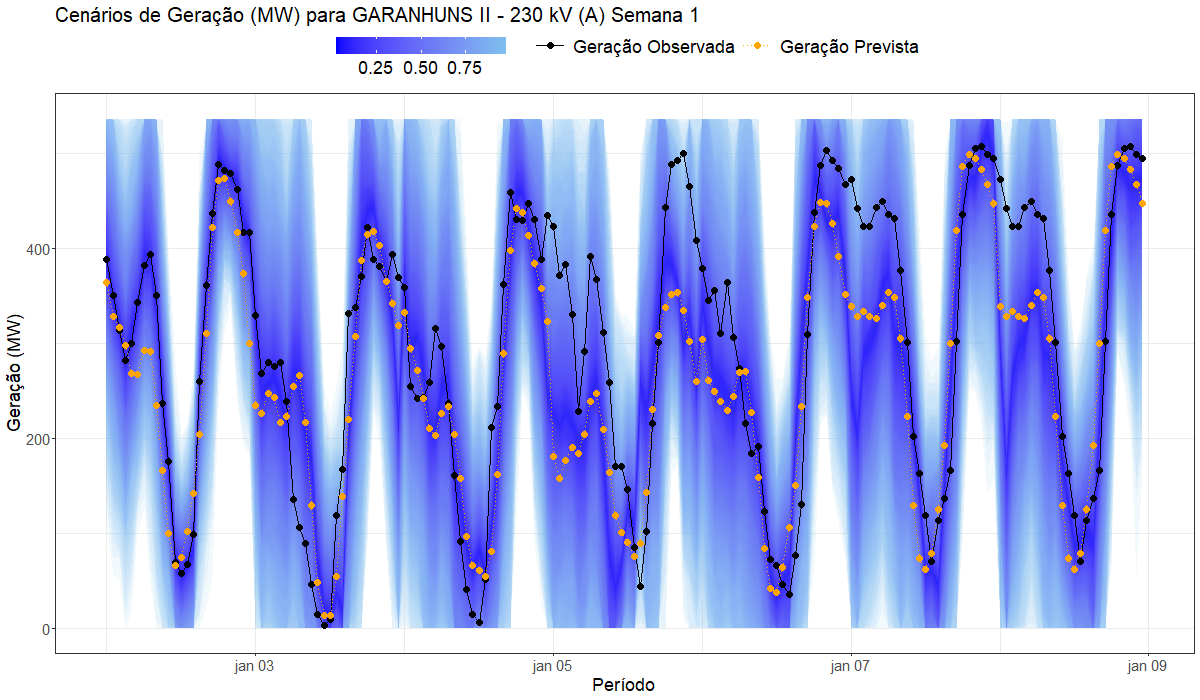 Cenários de Geração (MW) para GARANHUNS II - 230 kV (A) Semana 1
Geração Observada
Geração Prevista
0.25 0.50 0.75
Geração (MW)
400
200
0
jan 03
jan 05
jan 07
jan 09
Período